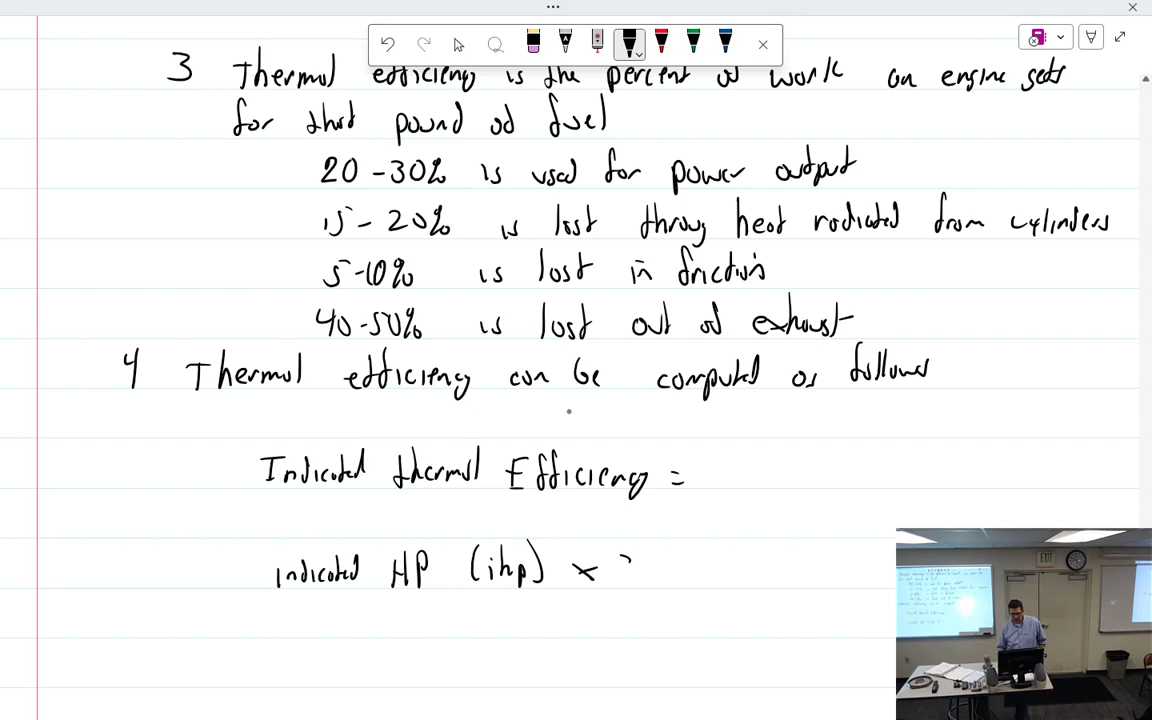 3 Thermal efficiency is the percent of work an engine gets
for that pound of fuel
20-30% is used for power output
15-20% is lost throug heat radiated from cylinders
5-10% is lost in friction
40-50% is lost out of exhaust
4 Thermal efficiency can be computed as follows
Indicated thermal Efficiency =
indicated HP (ihp) ×
EXIT